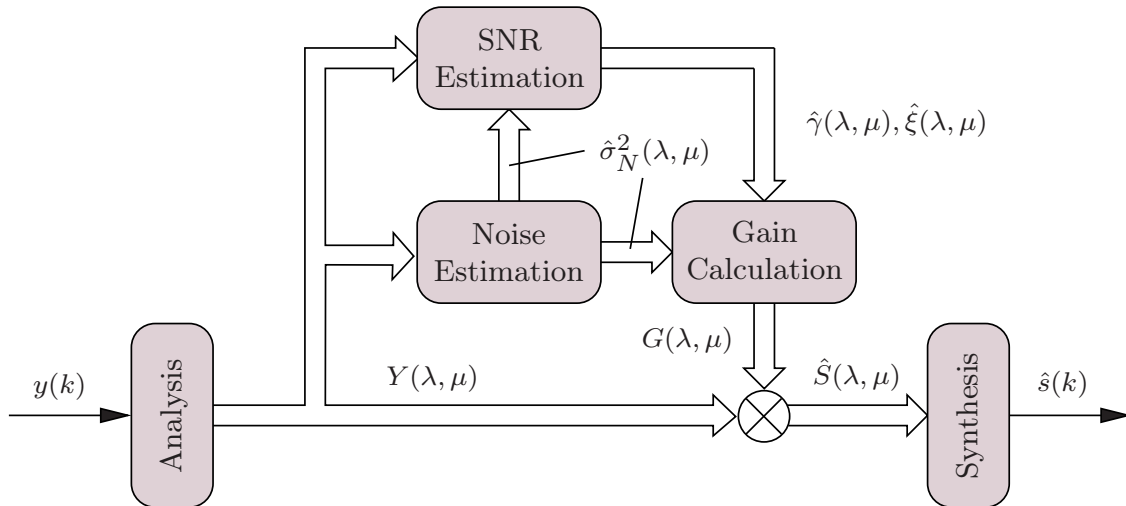 SNR
Estimation
γ̂(λ, μ), ξ̂(λ, μ)
σ̂²_N(λ, μ)
Noise
Estimation
Gain
Calculation
G(λ, μ)
y(k)
Analysis
Y(λ, μ)
Ŝ(λ, μ)
Synthesis
ŝ(k)